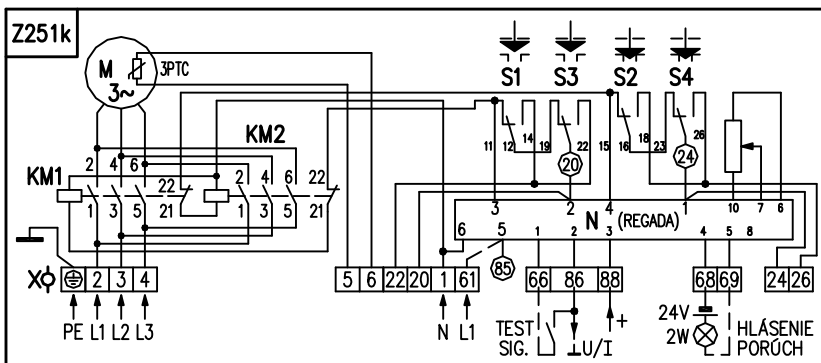 Z251k
S1 S3 S2 S4
M 3~
3PTC
KM2
KM1
2 4 6 22
1 3 5 21
2 4 6 22
1 3 5 21
11 12 14 19 20 22 15 16 18 23 24 26
3 2 4 1 10 7 6
N (REGADA)
6 5 1 2 3 4 5 8
85
X
2 3 4 5 6 22 20 1 61 66 86 88 68 69 24 26
PE L1 L2 L3
N L1
TEST
SIG.
U/I
+
24V
2W
HLÁSENIE
PORÚCH